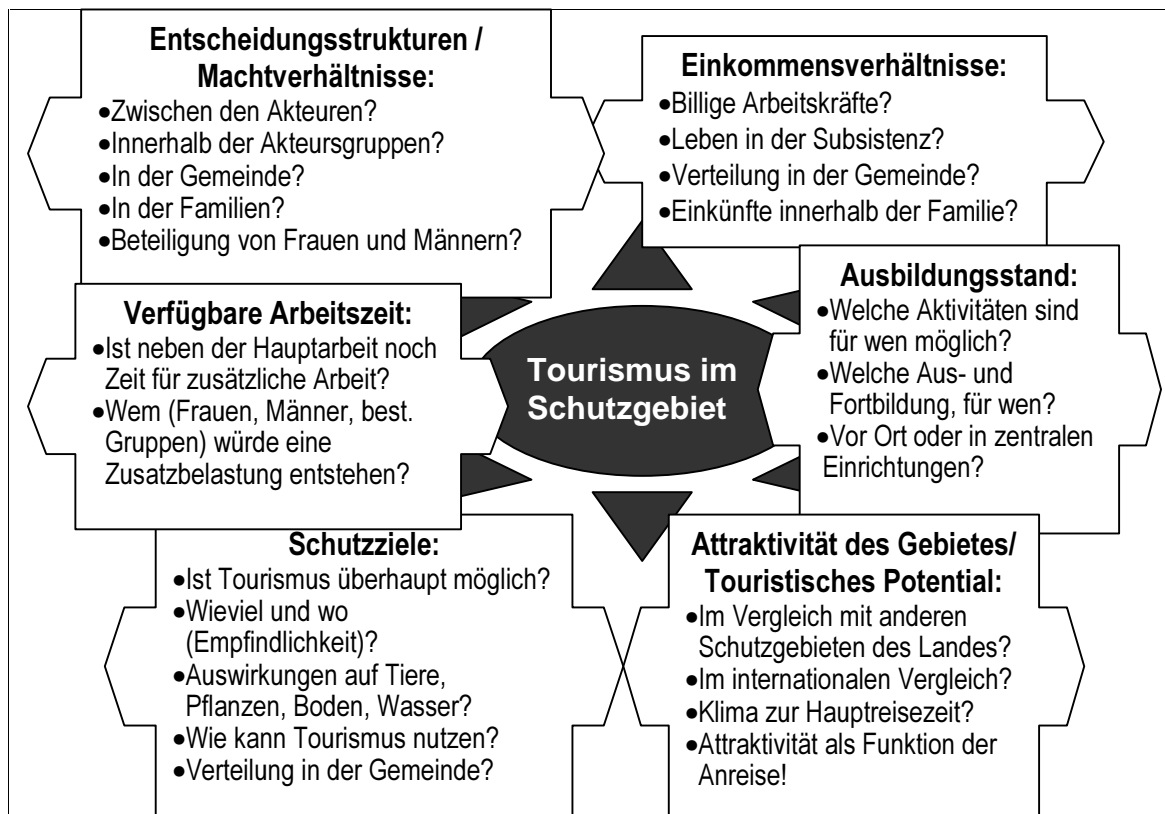 Entscheidungsstrukturen /
Machtverhältnisse:
•Zwischen den Akteuren?
•Innerhalb der Akteursgruppen?
•In der Gemeinde?
•In der Familien?
•Beteiligung von Frauen und Männern?
Einkommensverhältnisse:
•Billige Arbeitskräfte?
•Leben in der Subsistenz?
•Verteilung in der Gemeinde?
•Einkünfte innerhalb der Familie?
Verfügbare Arbeitszeit:
•Ist neben der Hauptarbeit noch
Zeit für zusätzliche Arbeit?
•Wem (Frauen, Männer, best.
Gruppen) würde eine
Zusatzbelastung entstehen?
Tourismus im
Schutzgebiet
Ausbildungsstand:
•Welche Aktivitäten sind
für wen möglich?
•Welche Aus- und
Fortbildung, für wen?
•Vor Ort oder in zentralen
Einrichtungen?
Schutzziele:
•Ist Tourismus überhaupt möglich?
•Wieviel und wo
(Empfindlichkeit)?
•Auswirkungen auf Tiere,
Pflanzen, Boden, Wasser?
•Wie kann Tourismus nutzen?
•Verteilung in der Gemeinde?
Attraktivität des Gebietes/
Touristisches Potential:
•Im Vergleich mit anderen
Schutzgebieten des Landes?
•Im internationalen Vergleich?
•Klima zur Hauptreisezeit?
•Attraktivität als Funktion der
Anreise!